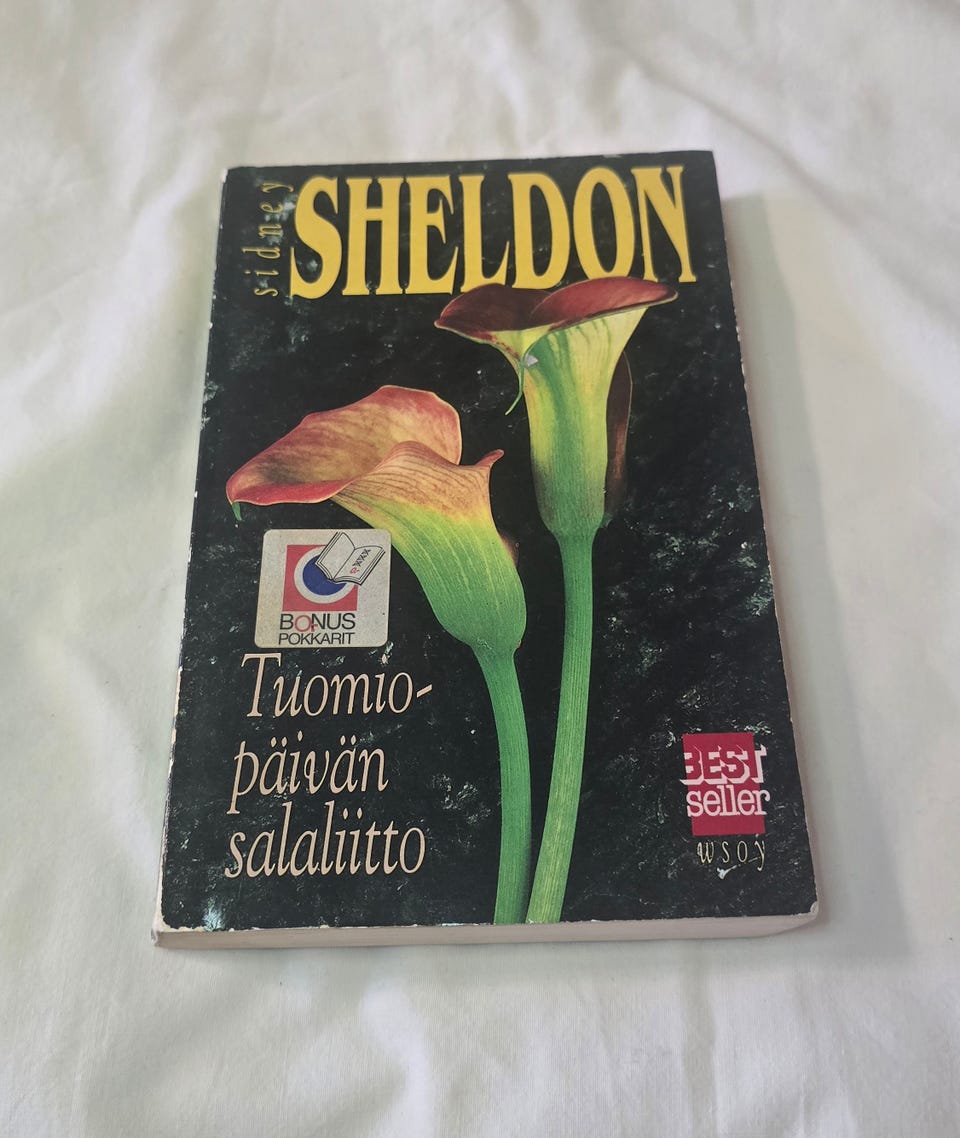 sidney
SHELDON
BONUS
POKKARIT
Tuomio-
päivän
salaliitto
BEST
seller
wsoy